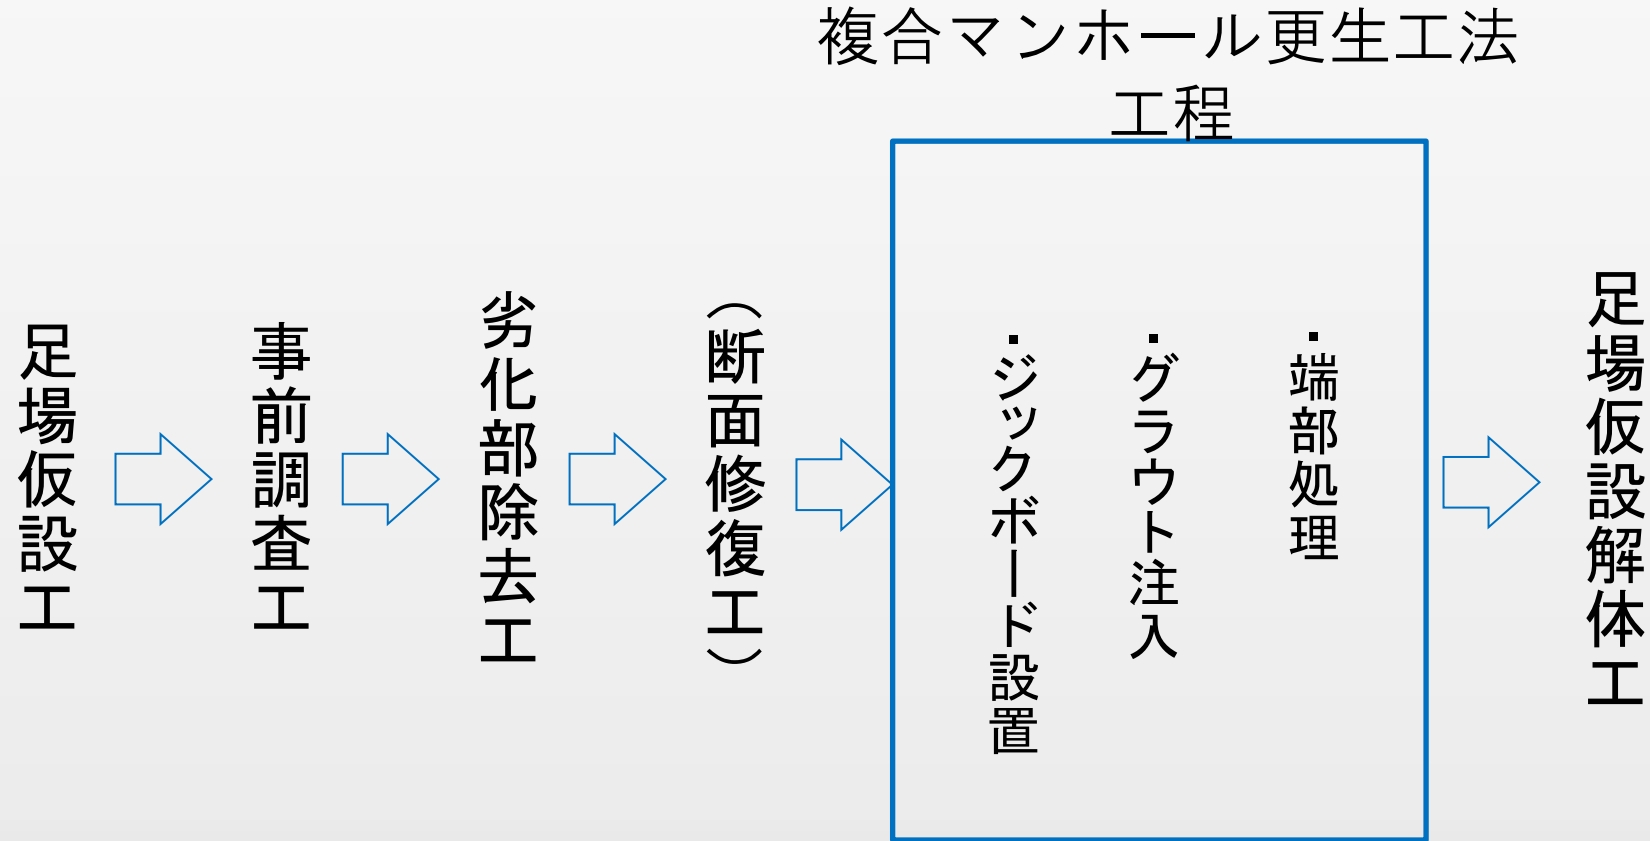 複合マンホール更生工法
工程
足場仮設工
事前調査工
劣化部除去工
（断面修復工）
・ジックボード設置
・グラウト注入
・端部処理
足場仮設解体工